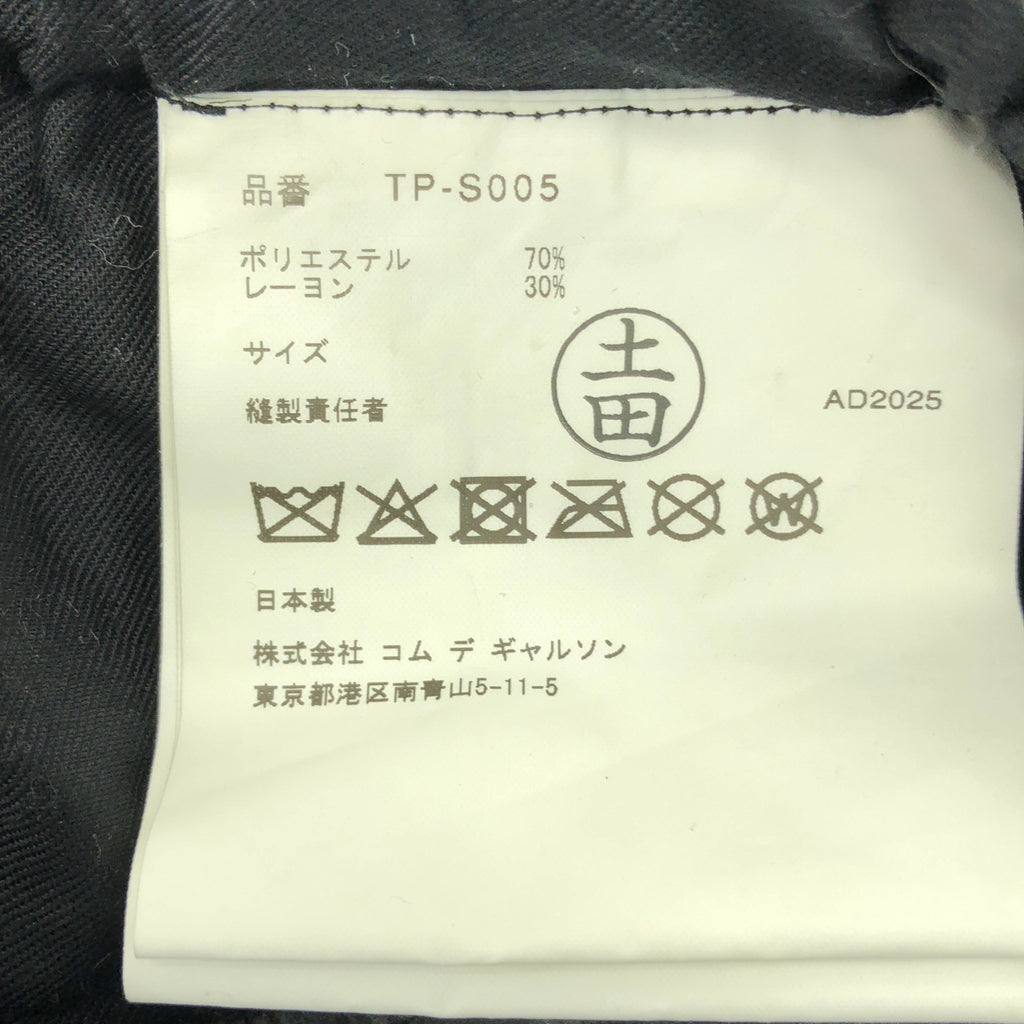 品番 TP-S005
ポリエステル 70%
レーヨン 30%
サイズ
縫製責任者 土田 AD2025
W
日本製
株式会社 コム デ ギャルソン
東京都港区南青山5-11-5